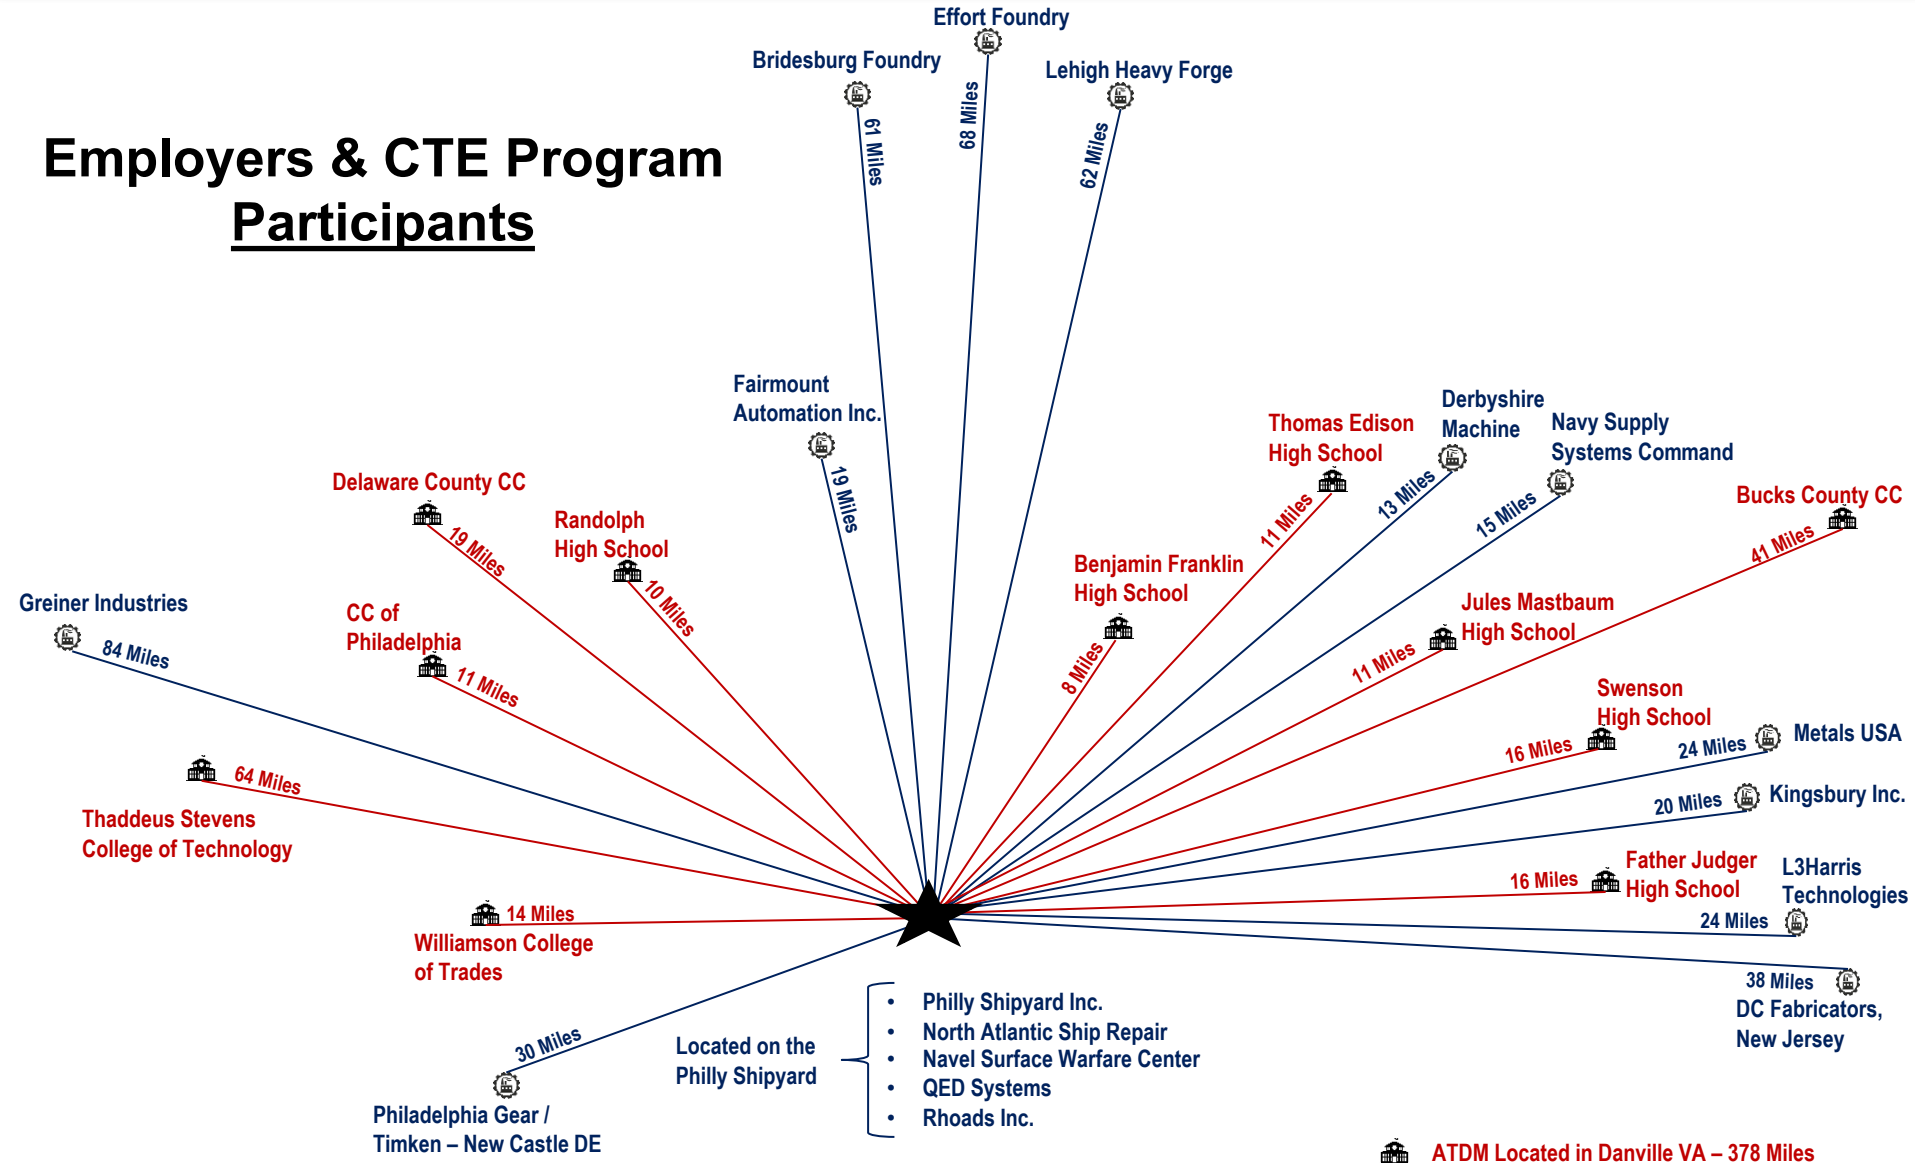 Effort Foundry
Bridesburg Foundry
Lehigh Heavy Forge
61 Miles
68 Miles
62 Miles
Employers & CTE Program
Participants
Fairmount
Automation Inc.
19 Miles
Thomas Edison
High School
11 Miles
Derbyshire
Machine
13 Miles
Navy Supply
Systems Command
15 Miles
Bucks County CC
41 Miles
Delaware County CC
19 Miles
Randolph
High School
10 Miles
Benjamin Franklin
High School
8 Miles
Jules Mastbaum
High School
11 Miles
Greiner Industries
84 Miles
CC of
Philadelphia
11 Miles
Swenson
High School
16 Miles
24 Miles
Metals USA
64 Miles
Thaddeus Stevens
College of Technology
20 Miles
Kingsbury Inc.
Father Judger
High School
16 Miles
L3Harris
Technologies
24 Miles
14 Miles
Williamson College
of Trades
38 Miles
DC Fabricators,
New Jersey
30 Miles
Philadelphia Gear /
Timken – New Castle DE
Located on the
Philly Shipyard
• Philly Shipyard Inc.
• North Atlantic Ship Repair
• Navel Surface Warfare Center
• QED Systems
• Rhoads Inc.
ATDM Located in Danville VA – 378 Miles